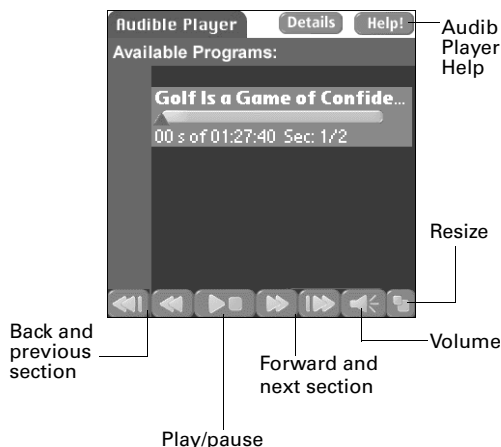 Audible Player Details Help!
Available Programs:
Golf Is a Game of Confide...
00 s of 01:27:40 Sec: 1/2
Audib
Player
Help
Resize
Back and
previous
section
Volume
Forward and
next section
Play/pause